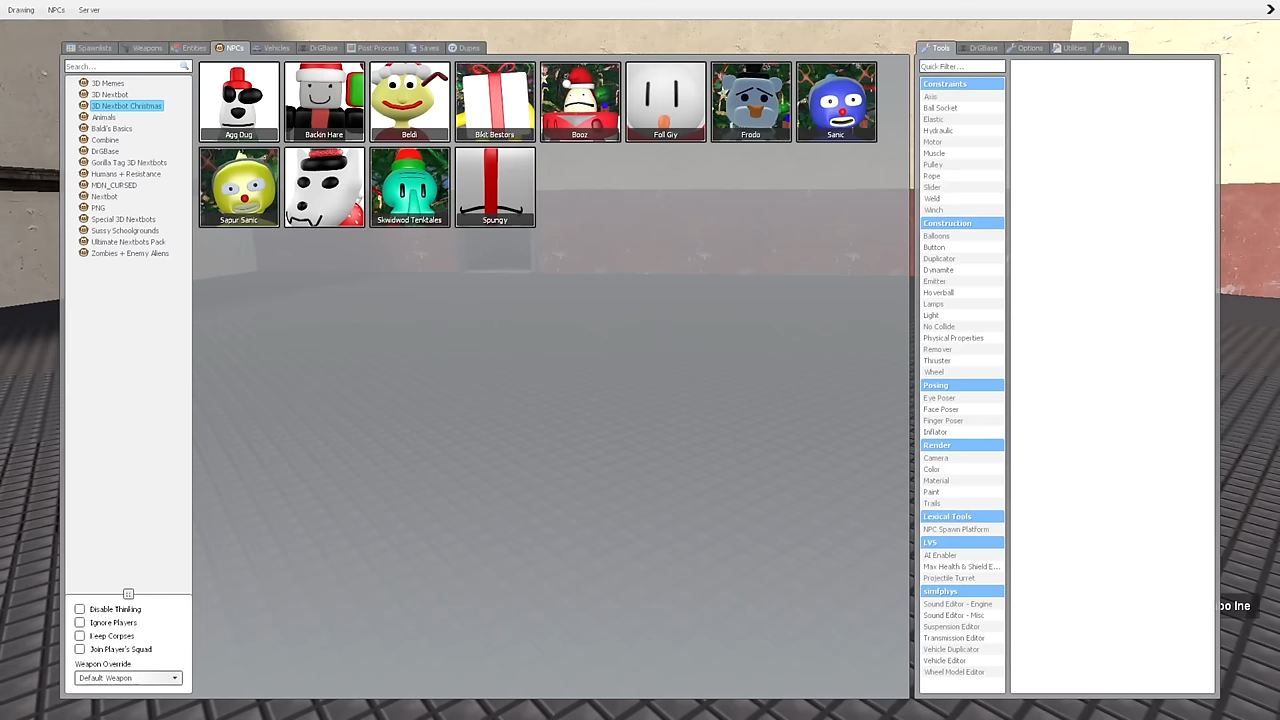 Drawing NPCs Server
Spawnlists Weapons Entities NPCs Vehicles DrGBase Post Process Saves Dupes
Search...
3D Memes
3D Nextbot
3D Nextbot Christmas
Animals
Baldi's Basics
Combine
DrGBase
Gorilla Tag 3D Nextbots
Humans + Resistance
MDN_CURSED
Nextbot
PNG
Special 3D Nextbots
Sussy Schoolgrounds
Ultimate Nextbots Pack
Zombies + Enemy Aliens
Agg Dug
Backin Hare
Beldi
Bikit Bestors
Booz
Foll Giy
Frodo
Sanic
Sapur Sanic
Skwidwod Tenktales
Spungy
Disable Thinking
Ignore Players
Keep Corpses
Join Player's Squad
Weapon Override
Default Weapon
Tools DrGBase Options Utilities Wire
Quick Filter...
Constraints
Axis
Ball Socket
Elastic
Hydraulic
Motor
Muscle
Pulley
Rope
Slider
Weld
Winch
Construction
Balloons
Button
Duplicator
Dynamite
Emitter
Hoverball
Lamps
Light
No Collide
Physical Properties
Remover
Thruster
Wheel
Posing
Eye Poser
Face Poser
Finger Poser
Inflator
Render
Camera
Color
Material
Paint
Trails
Lexical Tools
NPC Spawn Platform
LVS
AI Enabler
Max Health & Shield E...
Projectile Turret
simfphys
Sound Editor - Engine
Sound Editor - Misc
Suspension Editor
Transmission Editor
Vehicle Duplicator
Vehicle Editor
Wheel Model Editor